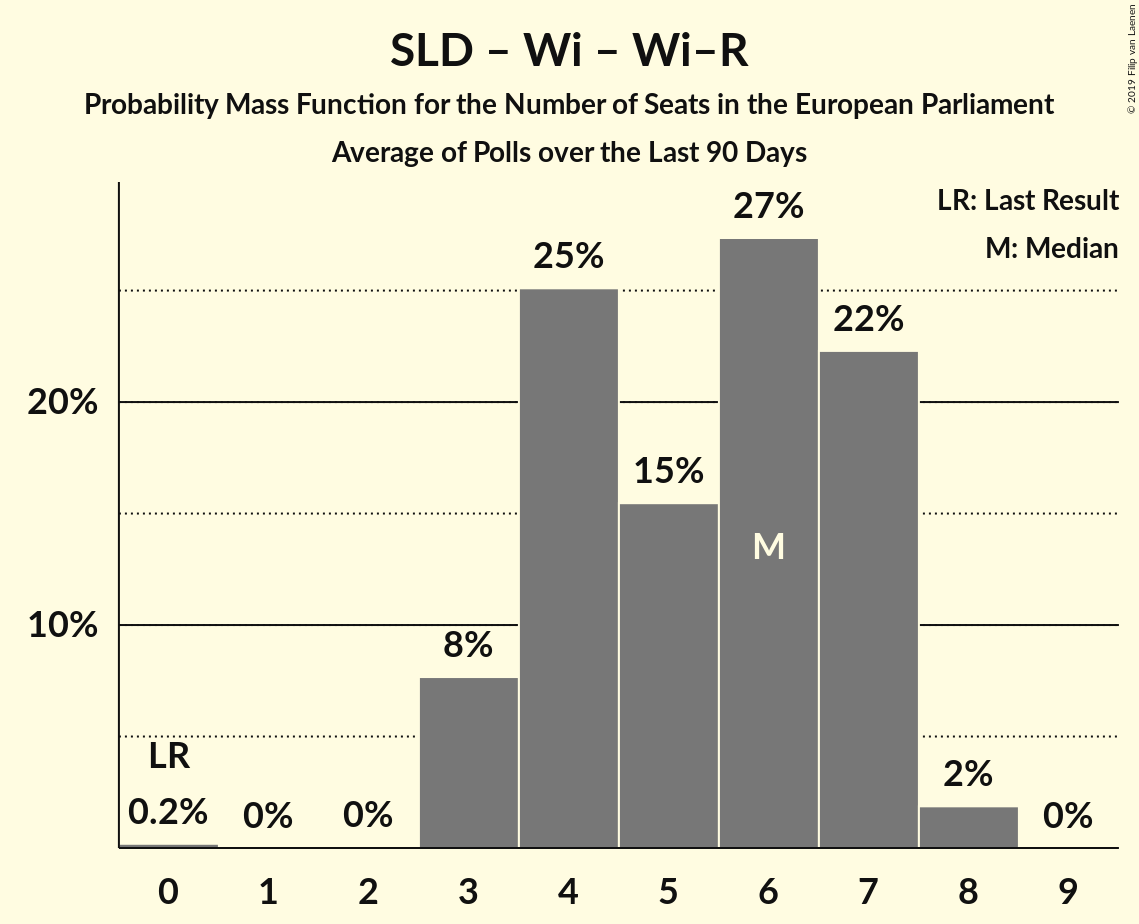 SLD – Wi – Wi–R
Probability Mass Function for the Number of Seats in the European Parliament
Average of Polls over the Last 90 Days
© 2019 Filip van Laenen
LR: Last Result
M: Median
27%
25%
22%
20%
15%
M
10%
8%
LR
2%
0.2%
0%
0%
0%
0 1 2 3 4 5 6 7 8 9